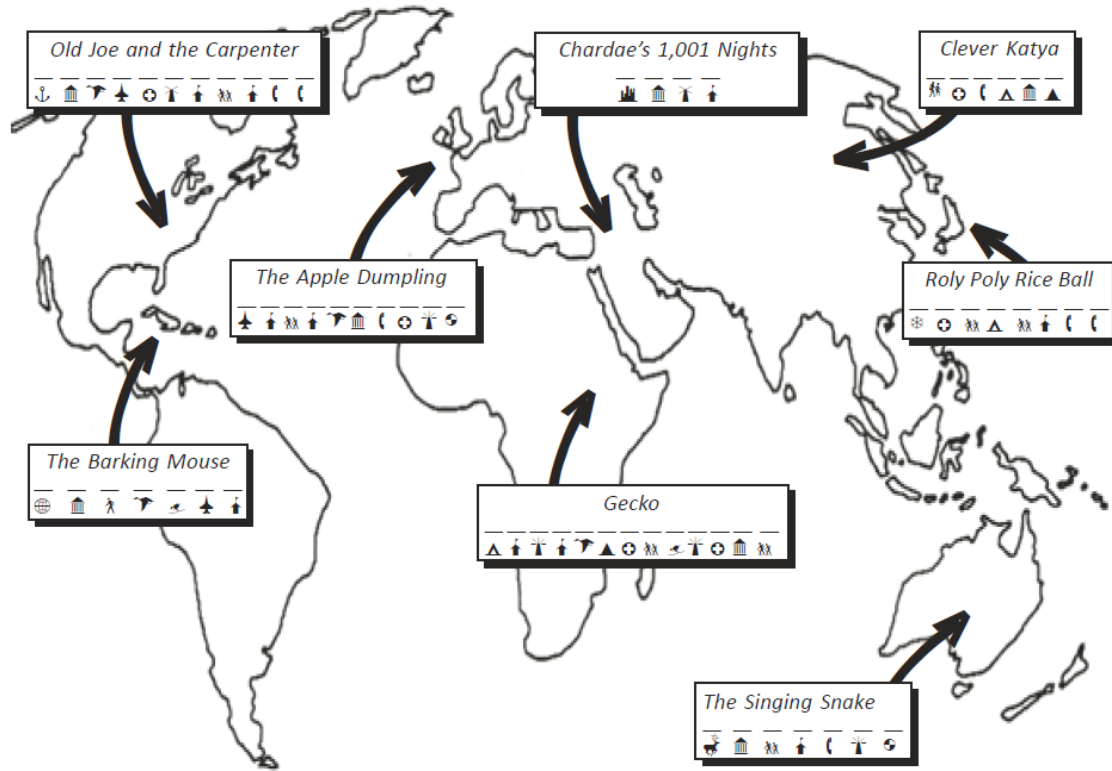 Old Joe and the Carpenter
Chardae's 1,001 Nights
Clever Katya
The Apple Dumpling
Roly Poly Rice Ball
The Barking Mouse
Gecko
The Singing Snake